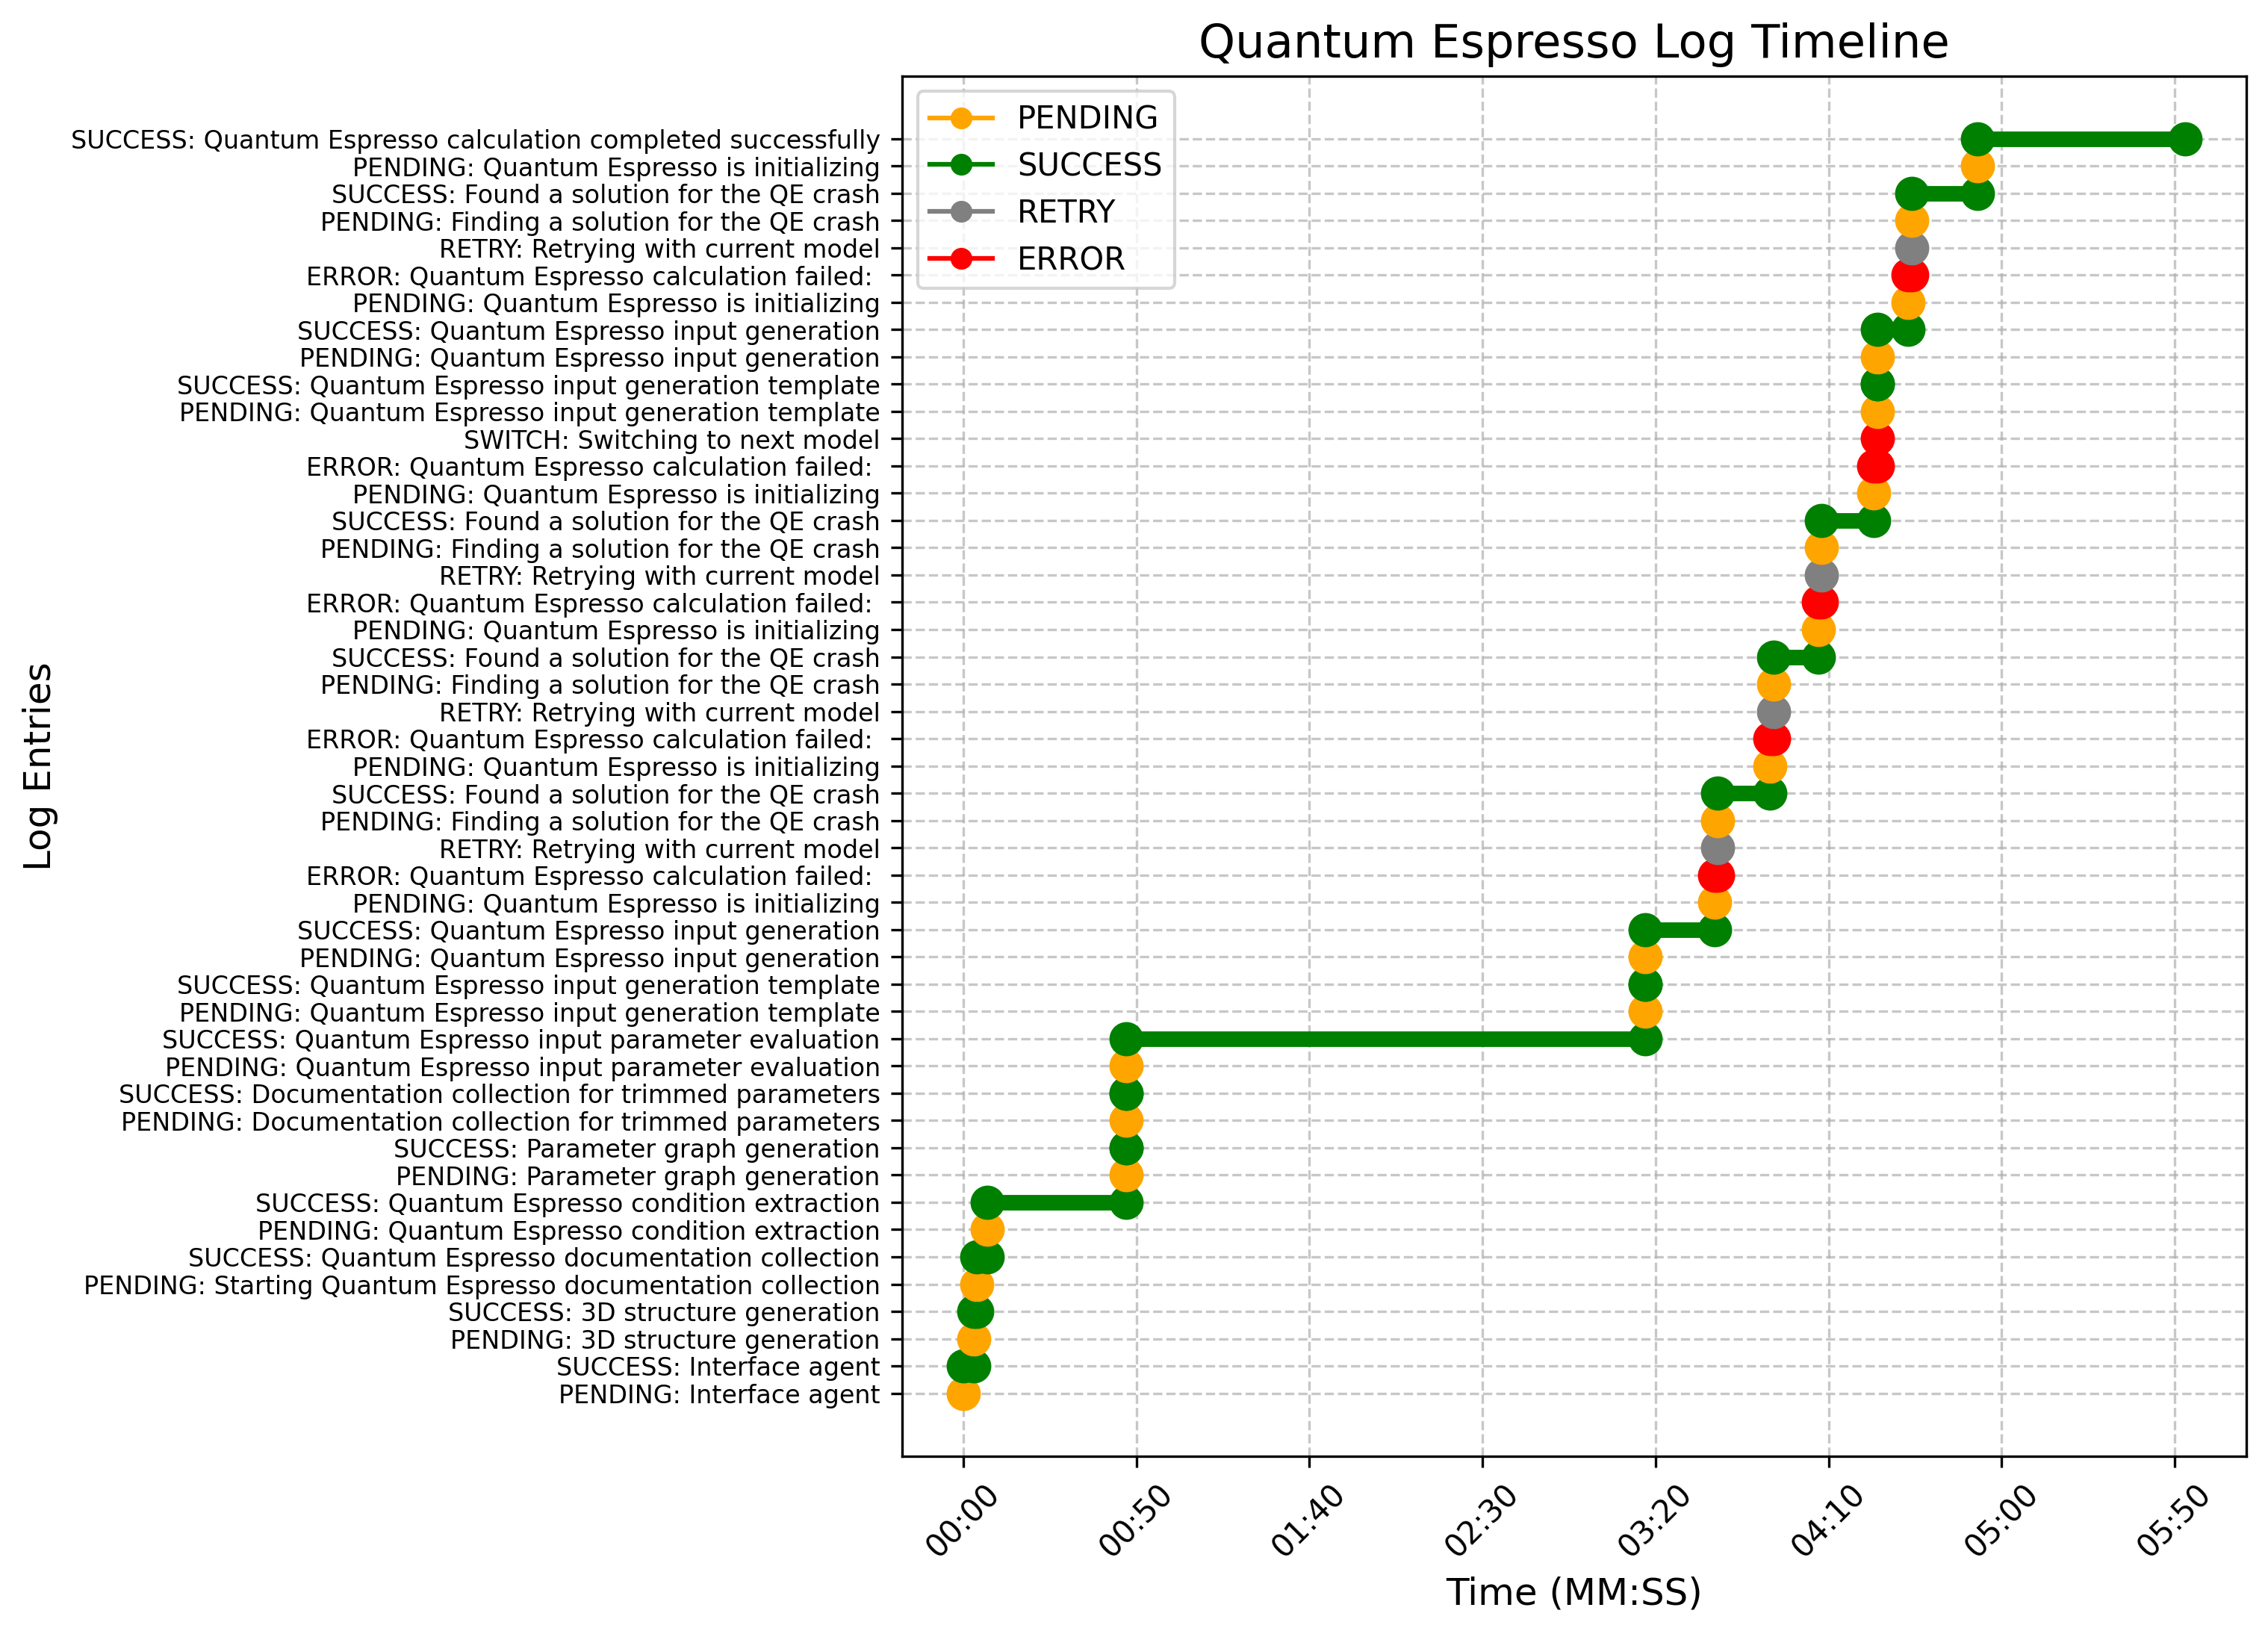 Quantum Espresso Log Timeline
PENDING
SUCCESS
RETRY
ERROR
SUCCESS: Quantum Espresso calculation completed successfully
PENDING: Quantum Espresso is initializing
SUCCESS: Found a solution for the QE crash
PENDING: Finding a solution for the QE crash
RETRY: Retrying with current model
ERROR: Quantum Espresso calculation failed:
PENDING: Quantum Espresso is initializing
SUCCESS: Quantum Espresso input generation
PENDING: Quantum Espresso input generation
SUCCESS: Quantum Espresso input generation template
PENDING: Quantum Espresso input generation template
SWITCH: Switching to next model
ERROR: Quantum Espresso calculation failed:
PENDING: Quantum Espresso is initializing
SUCCESS: Found a solution for the QE crash
PENDING: Finding a solution for the QE crash
RETRY: Retrying with current model
ERROR: Quantum Espresso calculation failed:
PENDING: Quantum Espresso is initializing
SUCCESS: Found a solution for the QE crash
PENDING: Finding a solution for the QE crash
RETRY: Retrying with current model
ERROR: Quantum Espresso calculation failed:
PENDING: Quantum Espresso is initializing
SUCCESS: Found a solution for the QE crash
PENDING: Finding a solution for the QE crash
RETRY: Retrying with current model
ERROR: Quantum Espresso calculation failed:
PENDING: Quantum Espresso is initializing
SUCCESS: Quantum Espresso input generation
PENDING: Quantum Espresso input generation
SUCCESS: Quantum Espresso input generation template
PENDING: Quantum Espresso input generation template
SUCCESS: Quantum Espresso input parameter evaluation
PENDING: Quantum Espresso input parameter evaluation
SUCCESS: Documentation collection for trimmed parameters
PENDING: Documentation collection for trimmed parameters
SUCCESS: Parameter graph generation
PENDING: Parameter graph generation
SUCCESS: Quantum Espresso condition extraction
PENDING: Quantum Espresso condition extraction
SUCCESS: Quantum Espresso documentation collection
PENDING: Starting Quantum Espresso documentation collection
SUCCESS: 3D structure generation
PENDING: 3D structure generation
SUCCESS: Interface agent
PENDING: Interface agent
Log Entries
00:00
00:50
01:40
02:30
03:20
04:10
05:00
05:50
Time (MM:SS)